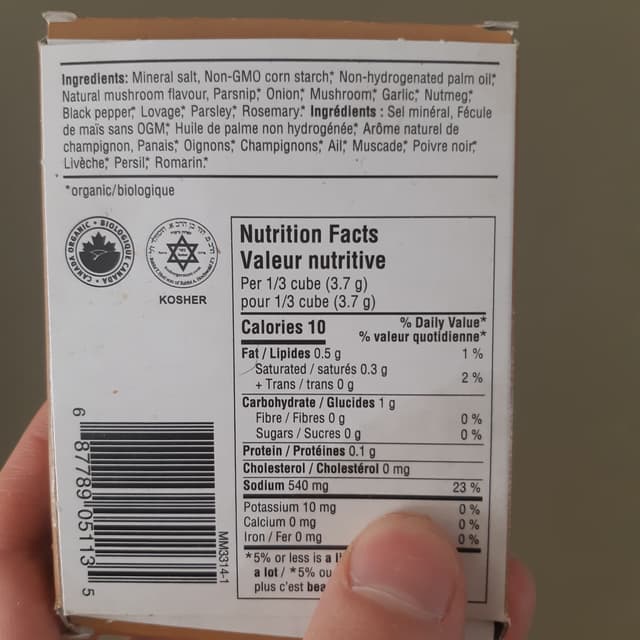 Ingredients: Mineral salt, Non-GMO corn starch,* Non-hydrogenated palm oil,*
Natural mushroom flavour, Parsnip,* Onion,* Mushroom,* Garlic,* Nutmeg,*
Black pepper,* Lovage,* Parsley,* Rosemary.* Ingrédients : Sel minéral, Fécule
de maïs sans OGM,* Huile de palme non hydrogénée,* Arôme naturel de
champignon, Panais,* Oignons,* Champignons,* Ail,* Muscade,* Poivre noir,*
Livèche,* Persil,* Romarin.*
*organic/biologique
CANADA ORGANIC • BIOLOGIQUE CANADA •
KOSHER
Nutrition Facts
Valeur nutritive
Per 1/3 cube (3.7 g)
pour 1/3 cube (3.7 g)
Calories 10
% Daily Value*
% valeur quotidienne*
Fat / Lipides 0.5 g 1 %
Saturated / saturés 0.3 g
+ Trans / trans 0 g 2 %
Carbohydrate / Glucides 1 g
Fibre / Fibres 0 g 0 %
Sugars / Sucres 0 g 0 %
Protein / Protéines 0.1 g
Cholesterol / Cholestérol 0 mg
Sodium 540 mg 23 %
Potassium 10 mg 0 %
Calcium 0 mg 0 %
Iron / Fer 0 mg 0 %
*5% or less is a
a lot / *5% ou
plus c'est
6 87789 05113 5
MM3314-1